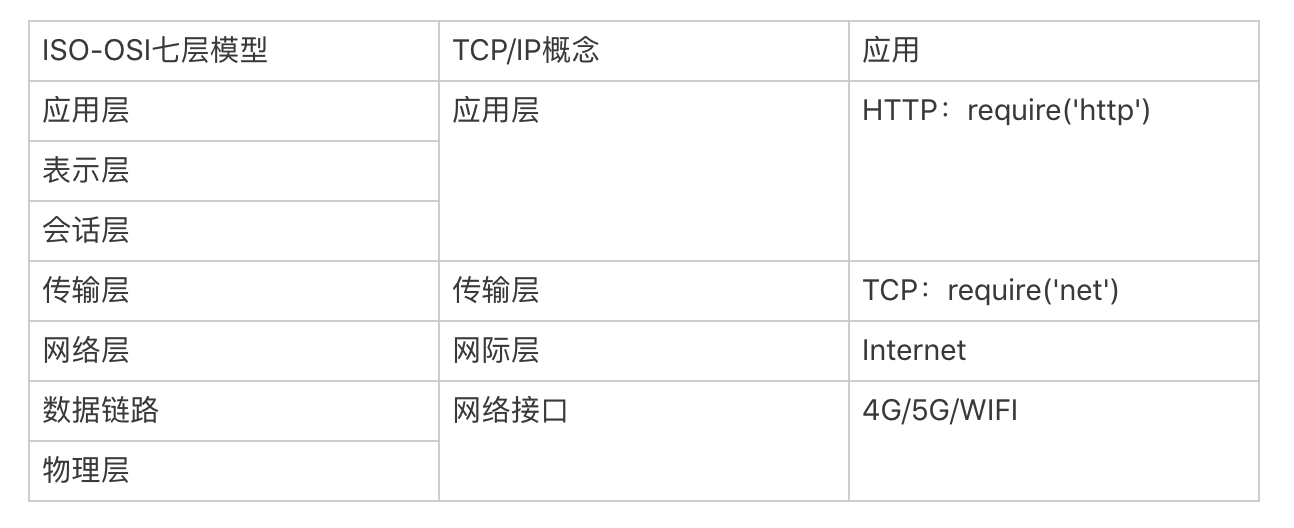 ISO-OSI七层模型
TCP/IP概念
应用
应用层
应用层
HTTP：require('http')
表示层
会话层
传输层
传输层
TCP：require('net')
网络层
网际层
Internet
数据链路
网络接口
4G/5G/WIFI
物理层